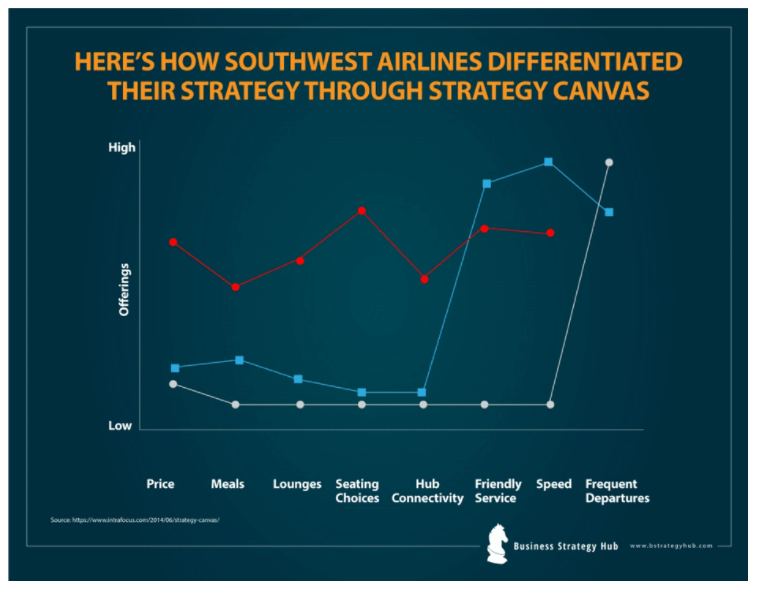 HERE'S HOW SOUTHWEST AIRLINES DIFFERENTIATED
THEIR STRATEGY THROUGH STRATEGY CANVAS
High
Offerings
Low
Price
Meals
Lounges
Seating
Choices
Hub
Connectivity
Friendly
Service
Speed
Frequent
Departures
Source: https://www.intrafocus.com/2014/06/strategy-canvas/
Business Strategy Hub www.bstrategyhub.com